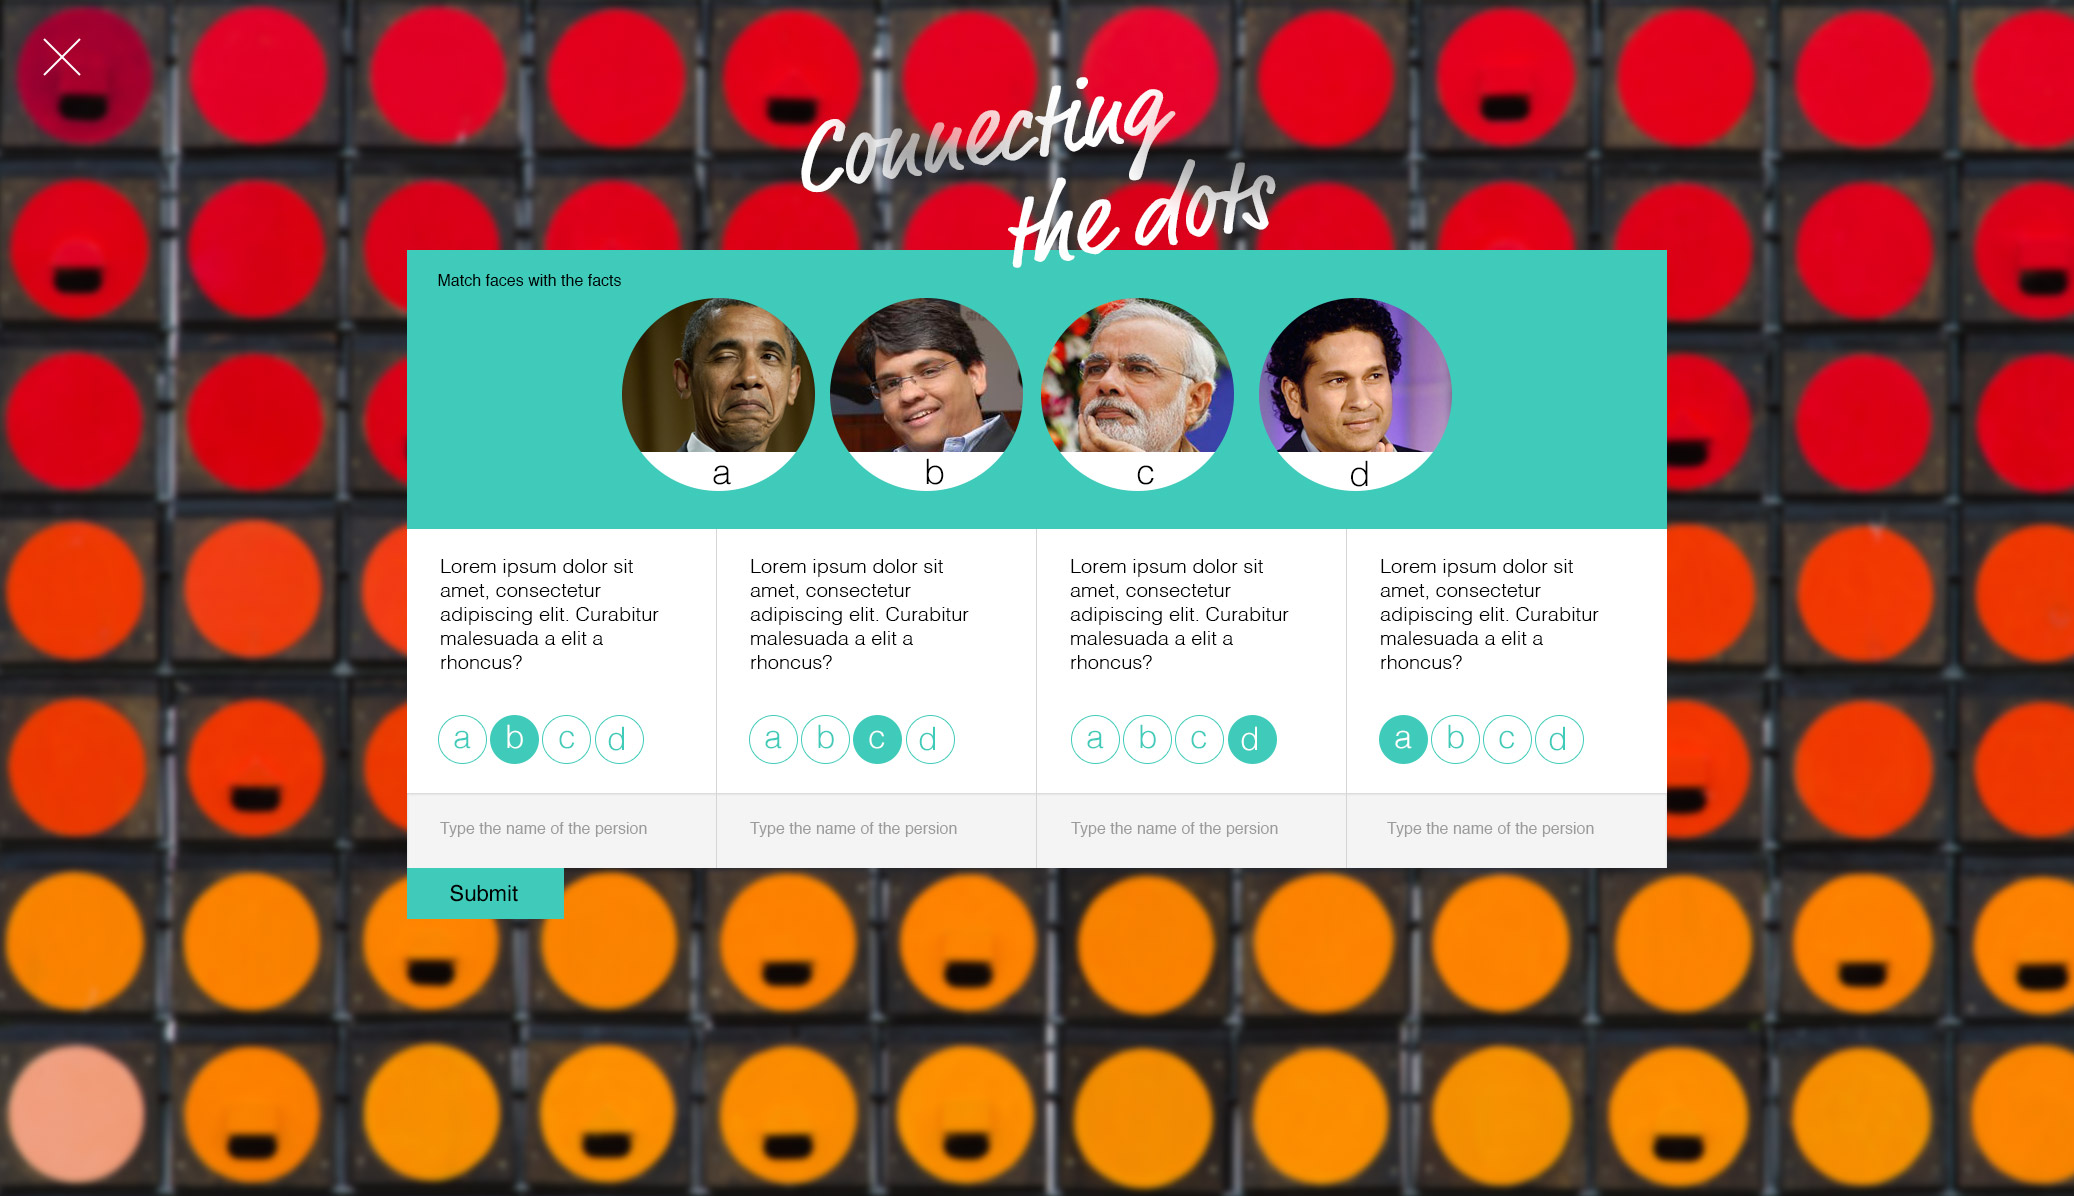 Connecting
the dots
Match faces with the facts
a b c d
Lorem ipsum dolor sit
amet, consectetur
adipiscing elit. Curabitur
malesuada a elit a
rhoncus?
a b c d
Type the name of the persion
Lorem ipsum dolor sit
amet, consectetur
adipiscing elit. Curabitur
malesuada a elit a
rhoncus?
a b c d
Type the name of the persion
Lorem ipsum dolor sit
amet, consectetur
adipiscing elit. Curabitur
malesuada a elit a
rhoncus?
a b c d
Type the name of the persion
Lorem ipsum dolor sit
amet, consectetur
adipiscing elit. Curabitur
malesuada a elit a
rhoncus?
a b c d
Type the name of the persion
Submit